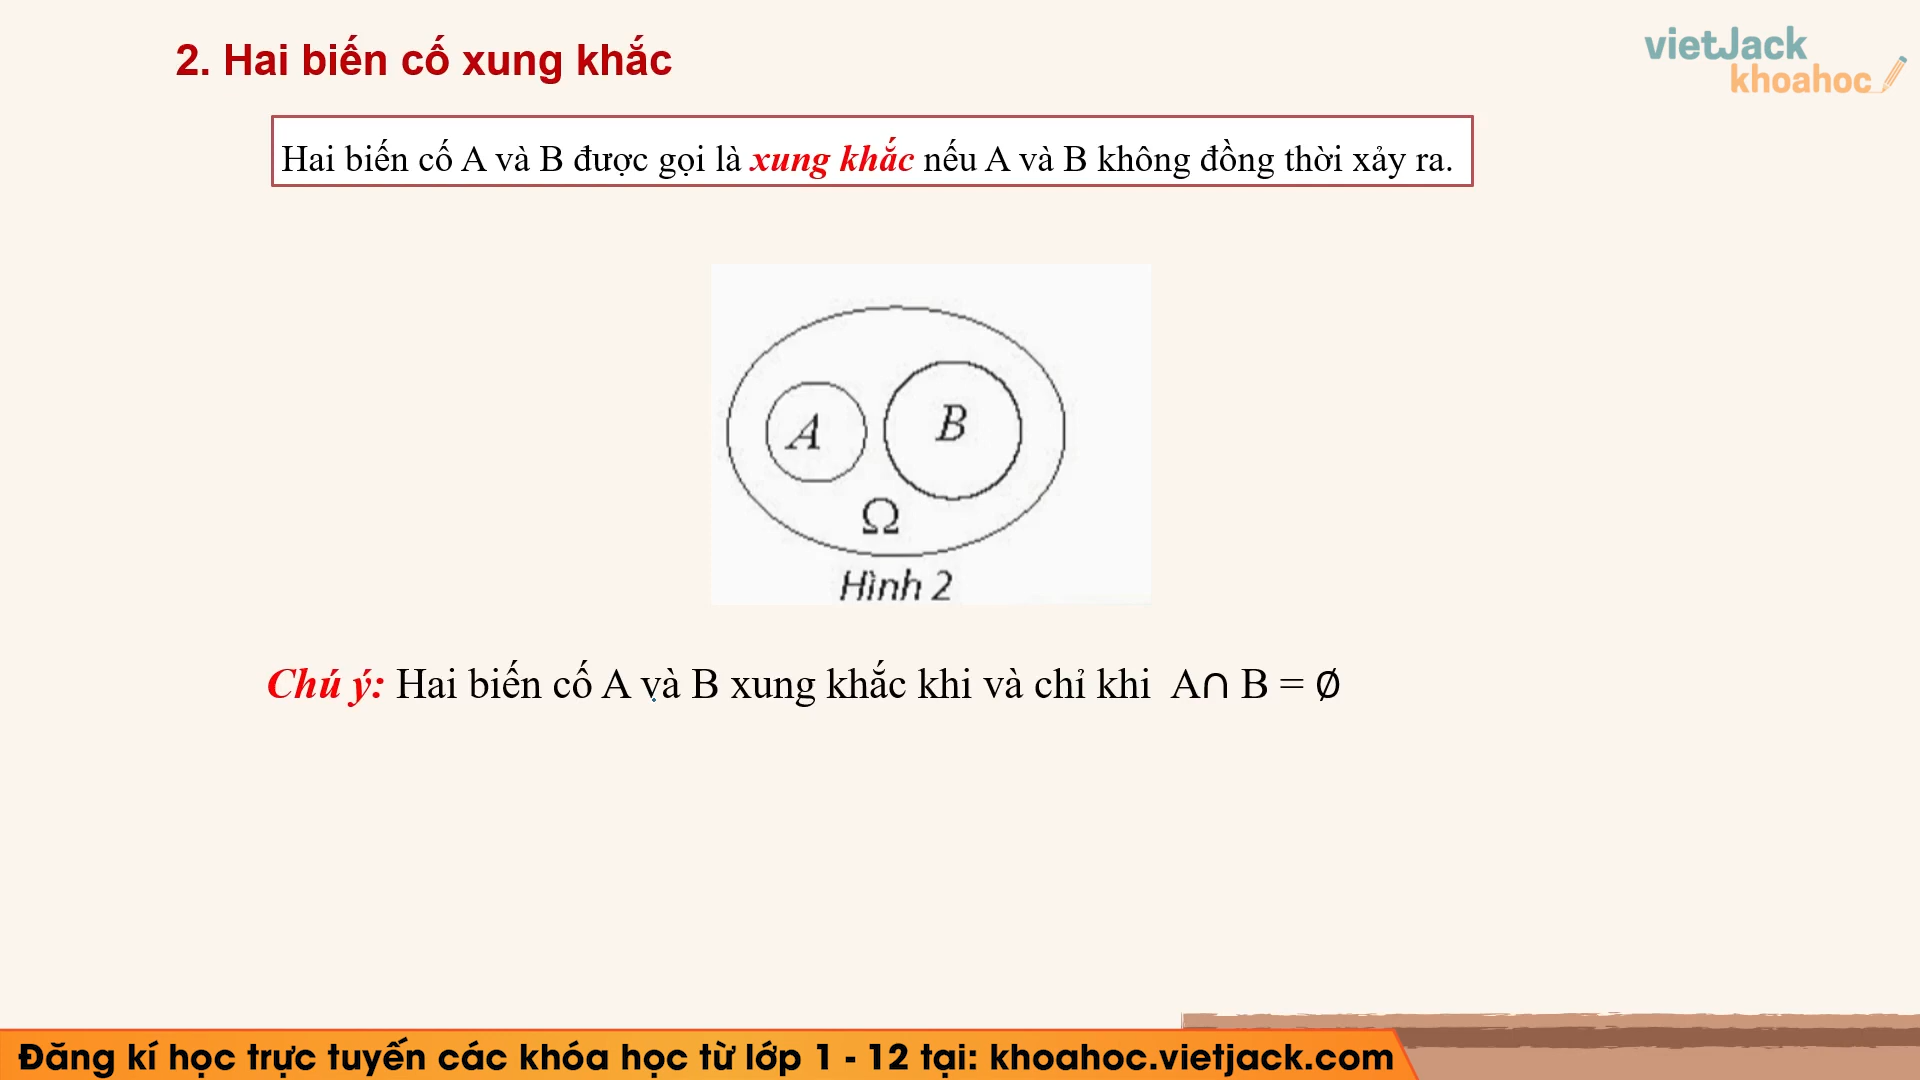 2. Hai biến cố xung khắc
vietJack
khoahoc
Hai biến cố A và B được gọi là xung khắc nếu A và B không đồng thời xảy ra.
A
B
Ω
Hình 2
Chú ý: Hai biến cố A và B xung khắc khi và chỉ khi A∩ B = ∅
Đăng kí học trực tuyến các khóa học từ lớp 1 - 12 tại: khoahoc.vietjack.com